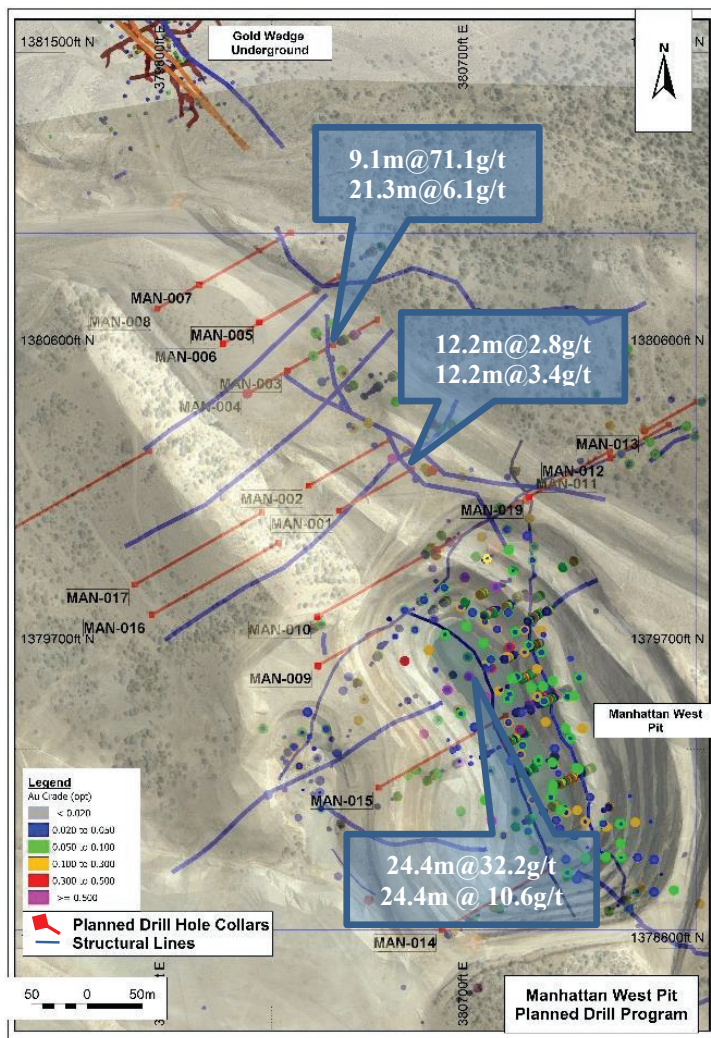 1381500ft N
379800ft E
Gold Wedge
Underground
380700 E
N
9.1m@71.1g/t
21.3m@6.1g/t
MAN-007
MAN-008
MAN-005
MAN-006
1380600ft N
1380600ft N
12.2m@2.8g/t
12.2m@3.4g/t
MAN-003
MAN-004
MAN-013
MAN-012
MAN-011
MAN-002
MAN-001
MAN-019
MAN-017
MAN-016
MAN-010
1379700ft N
1379700ft N
MAN-009
Manhattan West
Pit
MAN-015
Legend
Au Grade (opt)
< 0.020
0.020 to 0.050
0.050 to 0.100
0.100 to 0.300
0.300 to 0.500
>= 0.500
24.4m@32.2g/t
24.4m @ 10.6g/t
Planned Drill Hole Collars
Structural Lines
MAN-014
1378600ft N
50 0 50m
380700ft E
Manhattan West Pit
Planned Drill Program